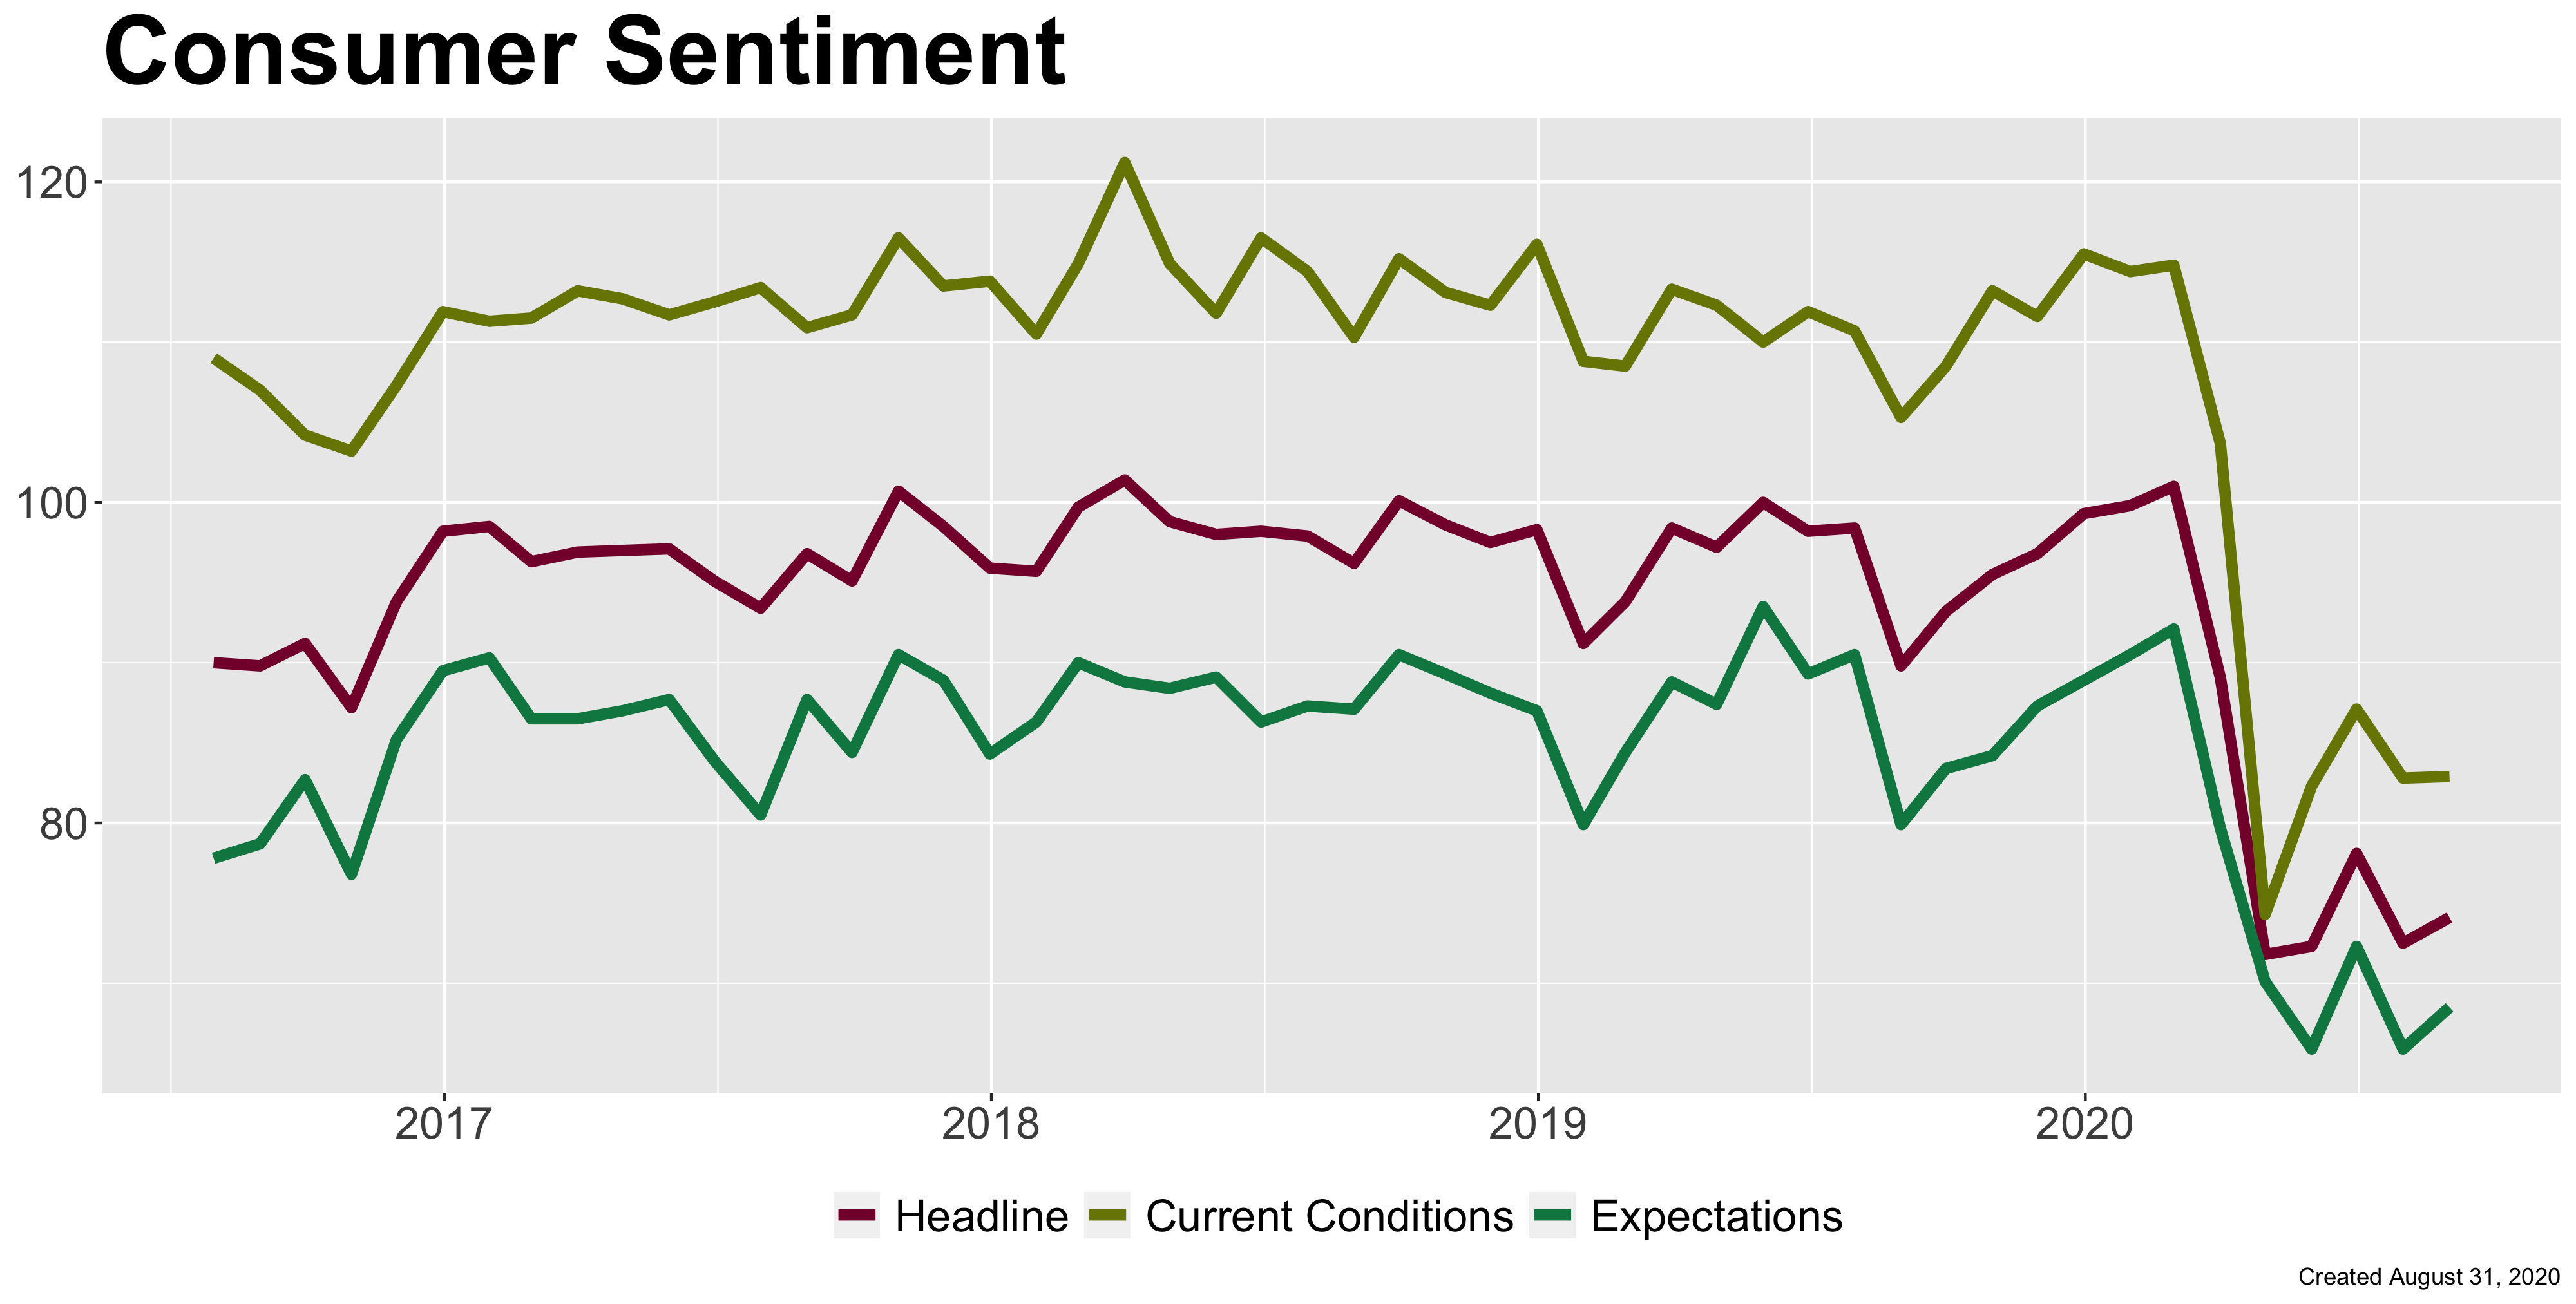 Consumer Sentiment
120
100
80
2017 2018 2019 2020
Headline Current Conditions Expectations
Created August 31, 2020